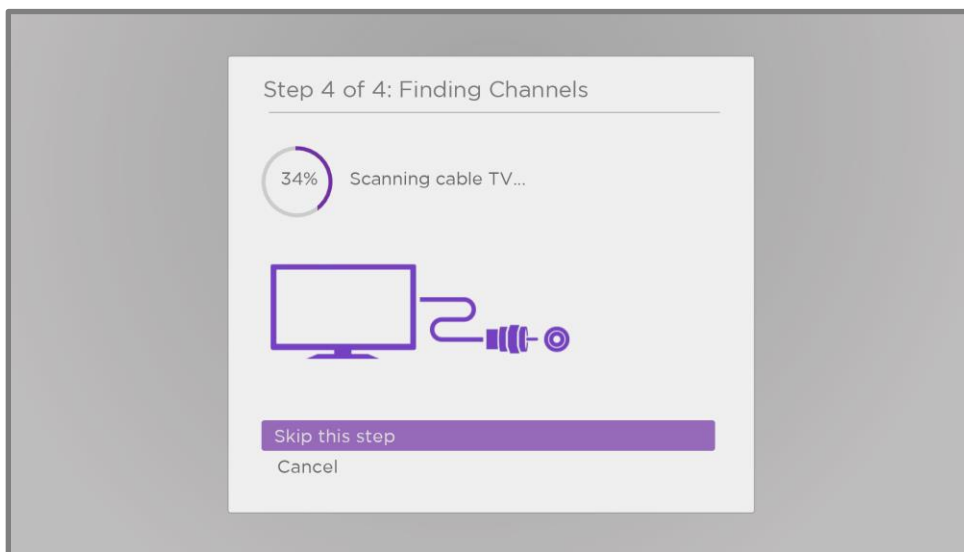 Step 4 of 4: Finding Channels
34%
Scanning cable TV...
Skip this step
Cancel